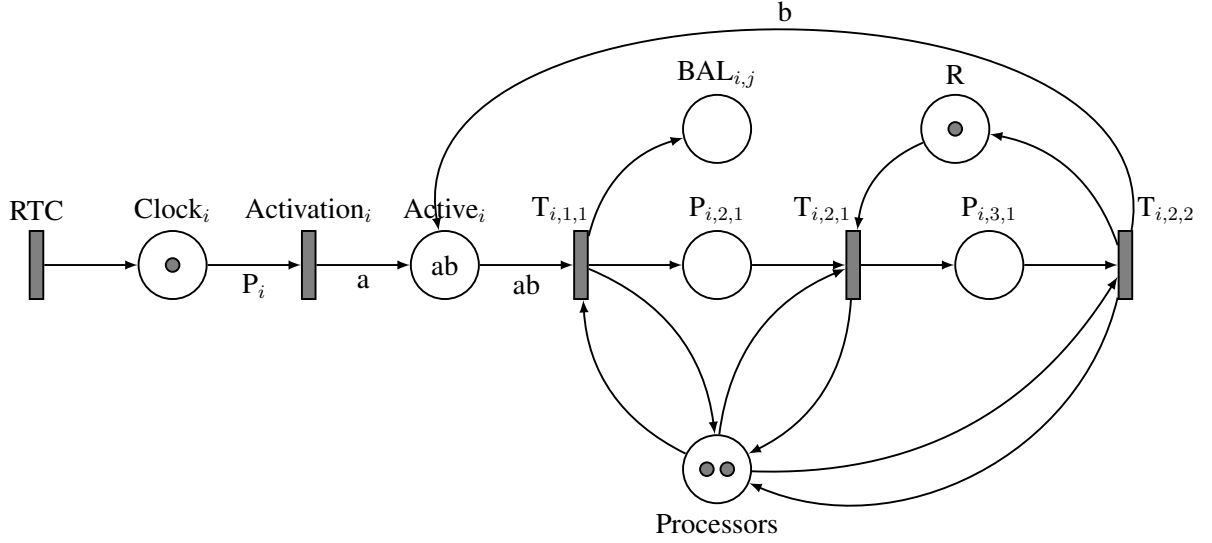 b
BAL_{i,j}
R
RTC
Clock_i
Activation_i
Active_i
T_{i,1,1}
P_{i,2,1}
T_{i,2,1}
P_{i,3,1}
T_{i,2,2}
ab
P_i
a
ab
Processors